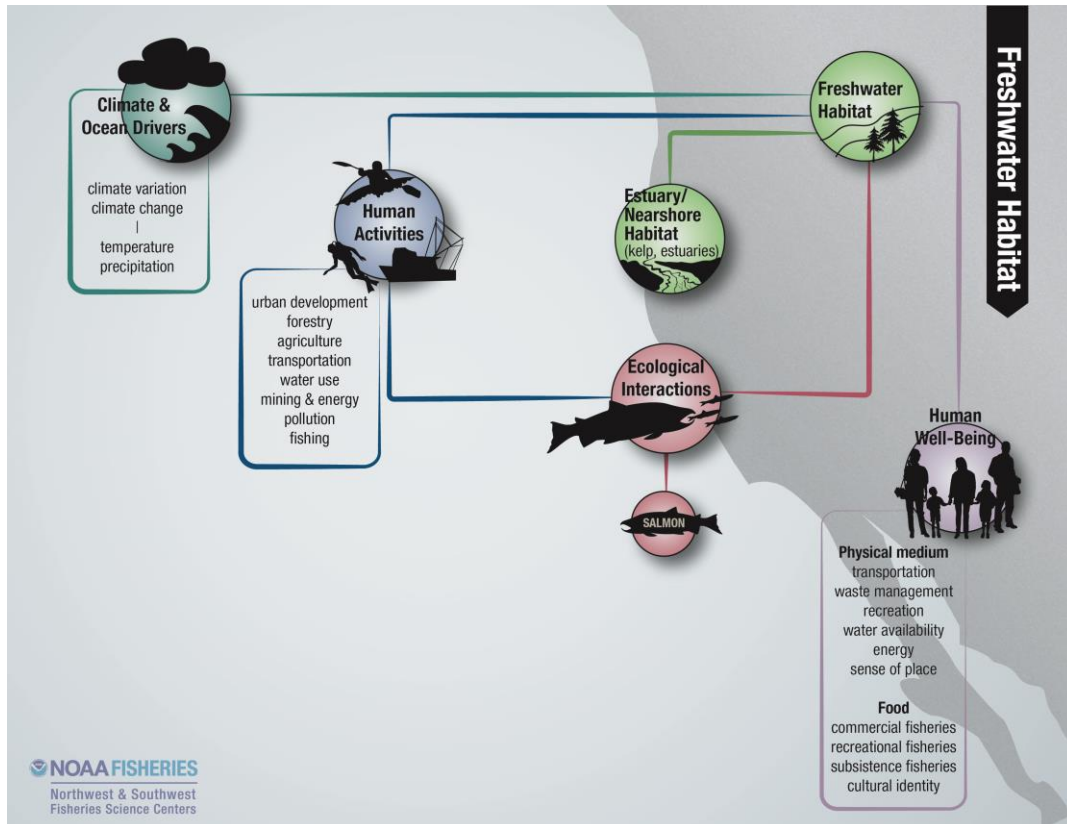 Freshwater Habitat
Climate &
Ocean Drivers
climate variation
climate change
temperature
precipitation
Human
Activities
urban development
forestry
agriculture
transportation
water use
mining & energy
pollution
fishing
Freshwater
Habitat
Estuary/
Nearshore
Habitat
(kelp, estuaries)
Ecological
Interactions
SALMON
Human
Well-Being
Physical medium
transportation
waste management
recreation
water availability
energy
sense of place
Food
commercial fisheries
recreational fisheries
subsistence fisheries
cultural identity
NOAA FISHERIES
Northwest & Southwest
Fisheries Science Centers